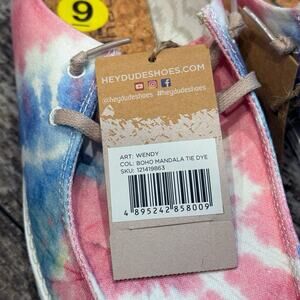 9
HEYDUDESHOES.COM
@heydudeshoes #heydudeshoes
ART: WENDY
COL: BOHO MANDALA TIE DYE
SKU: 121419863
4 895242 858009